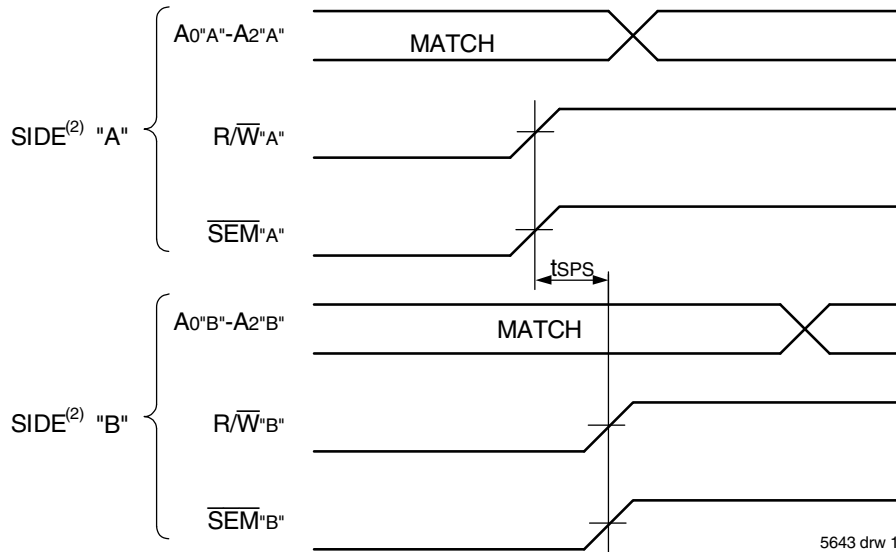 A0"A"-A2"A"
MATCH
SIDE(2) "A"
R/W"A"
SEM"A"
tSPS
A0"B"-A2"B"
MATCH
SIDE(2) "B"
R/W"B"
SEM"B"
5643 drw 1